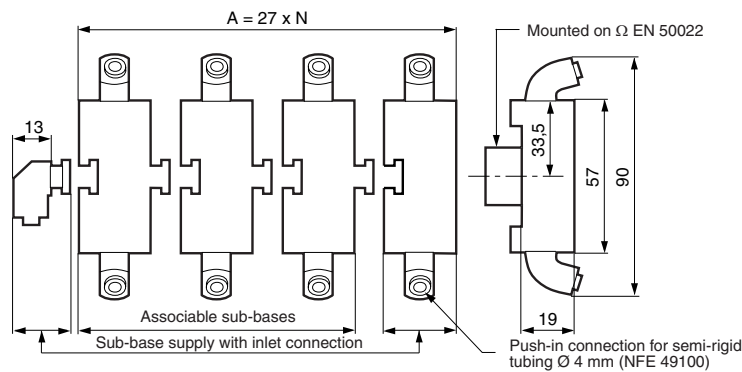 A = 27 x N
Mounted on Ω EN 50022
13
33,5
57
90
Associable sub-bases
19
Sub-base supply with inlet connection
Push-in connection for semi-rigid
tubing Ø 4 mm (NFE 49100)